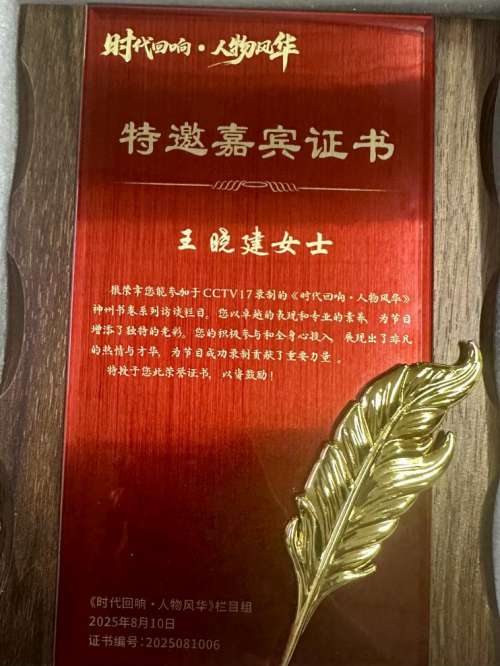 时代回响·人物风华
特邀嘉宾证书
王晓建女士
很荣幸您能参加于CCTV17录制的《时代回响·人物风华》
神州书卷系列访谈栏目。您以卓越的表现和专业的素养,为节目
增添了独特的光彩。您的积极参与和全身心投入,展现出了非凡
的热情与才华,为节目成功录制贡献了重要力量。
特授于您此荣誉证书,以资鼓励!
《时代回响·人物风华》栏目组
2025年8月10日
证书编号:2025081006